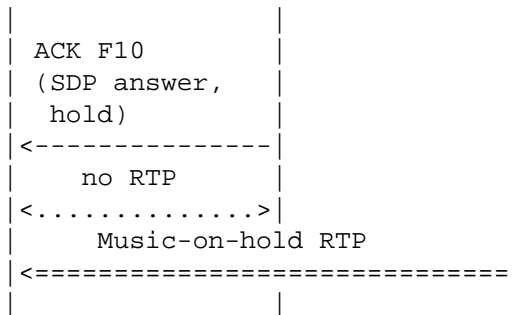 |                |
| ACK F10        |
| (SDP answer,   |
|  hold)         |
|<---------------|
|    no RTP      |
|<..............>|
|     Music-on-hold RTP
|<==============================
|                |